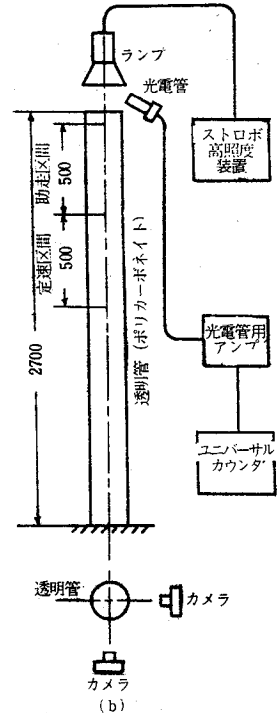 ランプ
光電管
ストロボ
高照度
装置
助走区間
500
定速区間
500
2700
透明管(ポリカーボネイト)
光電管用
アンプ
ユニバーサル
カウンタ
透明管
カメラ
カメラ
(b)